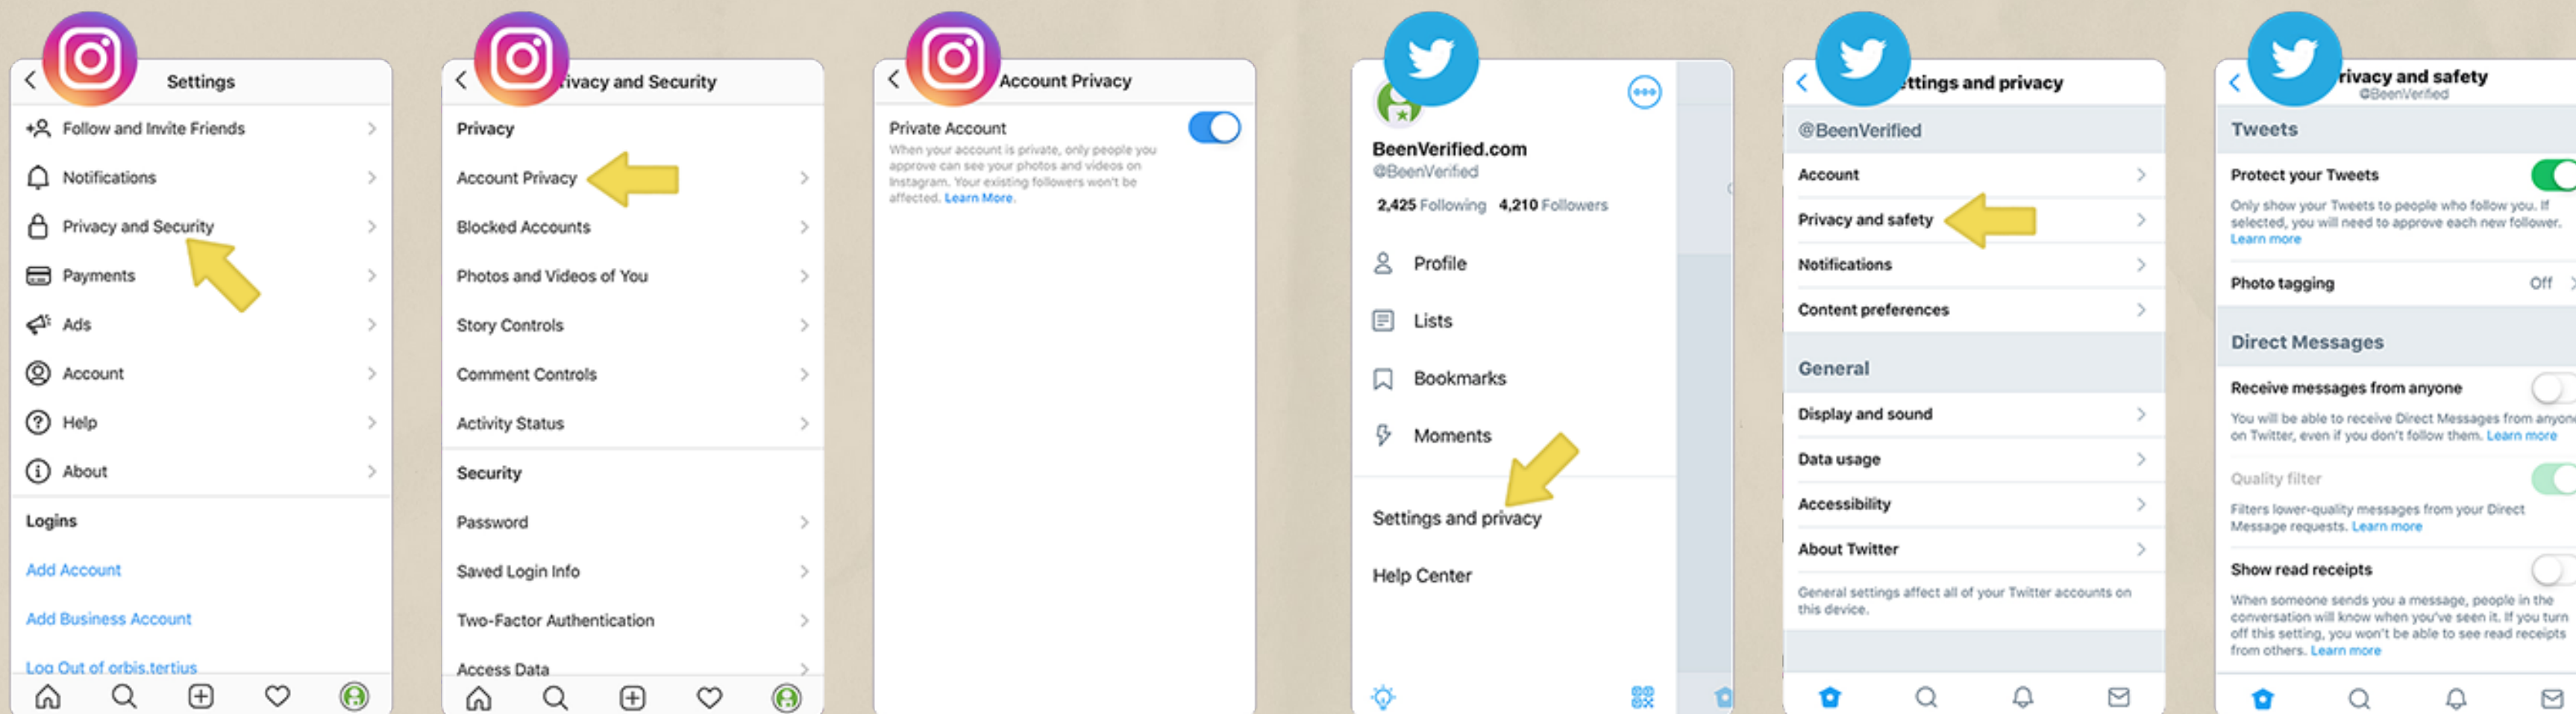 Settings
Follow and Invite Friends
Notifications
Privacy and Security
Payments
Ads
Account
Help
About
Logins
Add Account
Add Business Account
Log Out of orbis.tertius
rivacy and Security
Privacy
Account Privacy
Blocked Accounts
Photos and Videos of You
Story Controls
Comment Controls
Activity Status
Security
Password
Saved Login Info
Two-Factor Authentication
Access Data
Account Privacy
Private Account
When your account is private, only people you
approve can see your photos and videos on
Instagram. Your existing followers won't be
affected. Learn More.
BeenVerified.com
@BeenVerified
2,425 Following 4,210 Followers
Profile
Lists
Bookmarks
Moments
Settings and privacy
Help Center
ttings and privacy
@BeenVerified
Account
Privacy and safety
Notifications
Content preferences
General
Display and sound
Data usage
Accessibility
About Twitter
General settings affect all of your Twitter accounts on
this device.
rivacy and safety
@BeenVerified
Tweets
Protect your Tweets
Only show your Tweets to people who follow you. If
selected, you will need to approve each new follower.
Learn more
Photo tagging Off
Direct Messages
Receive messages from anyone
You will be able to receive Direct Messages from anyone
on Twitter, even if you don't follow them. Learn more
Quality filter
Filters lower-quality messages from your Direct
Message requests. Learn more
Show read receipts
When someone sends you a message, people in the
conversation will know when you've seen it. If you turn
off this setting, you won't be able to see read receipts
from others. Learn more